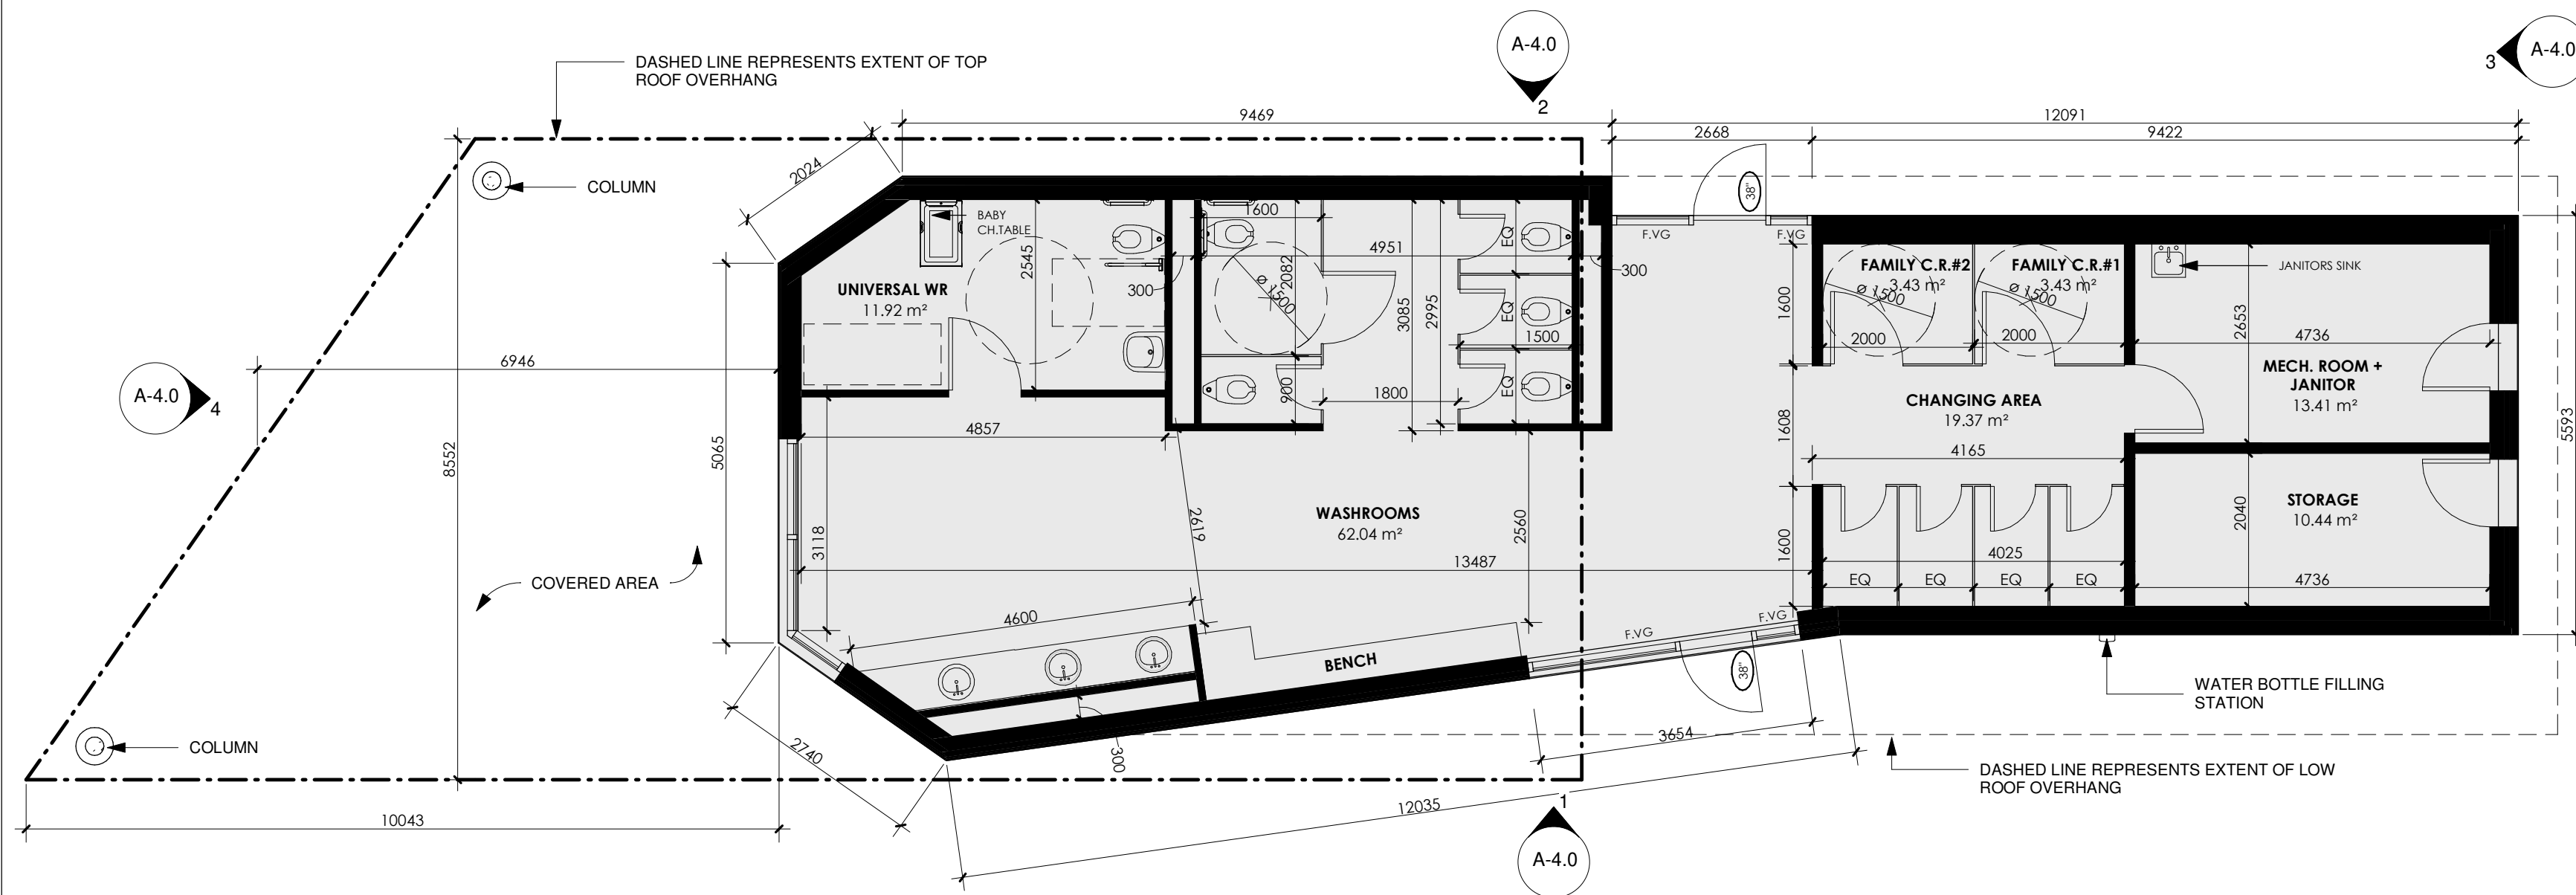 A-4.0
2
3
A-4.0
DASHED LINE REPRESENTS EXTENT OF TOP
ROOF OVERHANG
9469
12091
2668
9422
2024
COLUMN
38"
BABY
CH.TABLE
1600
4951
EQ
F.VG
F.VG
300
300
2545
2082
Ø 1500
3085
2995
1600
FAMILY C.R.#2
3.43 m²
Ø 1500
2000
FAMILY C.R.#1
3.43 m²
Ø 1500
2000
JANITORS SINK
2653
4736
UNIVERSAL WR
11.92 m²
EQ
1500
6946
A-4.0
4
MECH. ROOM +
JANITOR
13.41 m²
900
1800
EQ
CHANGING AREA
19.37 m²
1608
5593
4857
8552
5065
4165
3118
2619
WASHROOMS
62.04 m²
2560
2040
STORAGE
10.44 m²
13487
1600
4025
EQ
EQ
EQ
EQ
4736
COVERED AREA
4600
F.VG
F.VG
BENCH
38"
WATER BOTTLE FILLING
STATION
COLUMN
2740
300
3654
DASHED LINE REPRESENTS EXTENT OF LOW
ROOF OVERHANG
10043
12035
1
A-4.0